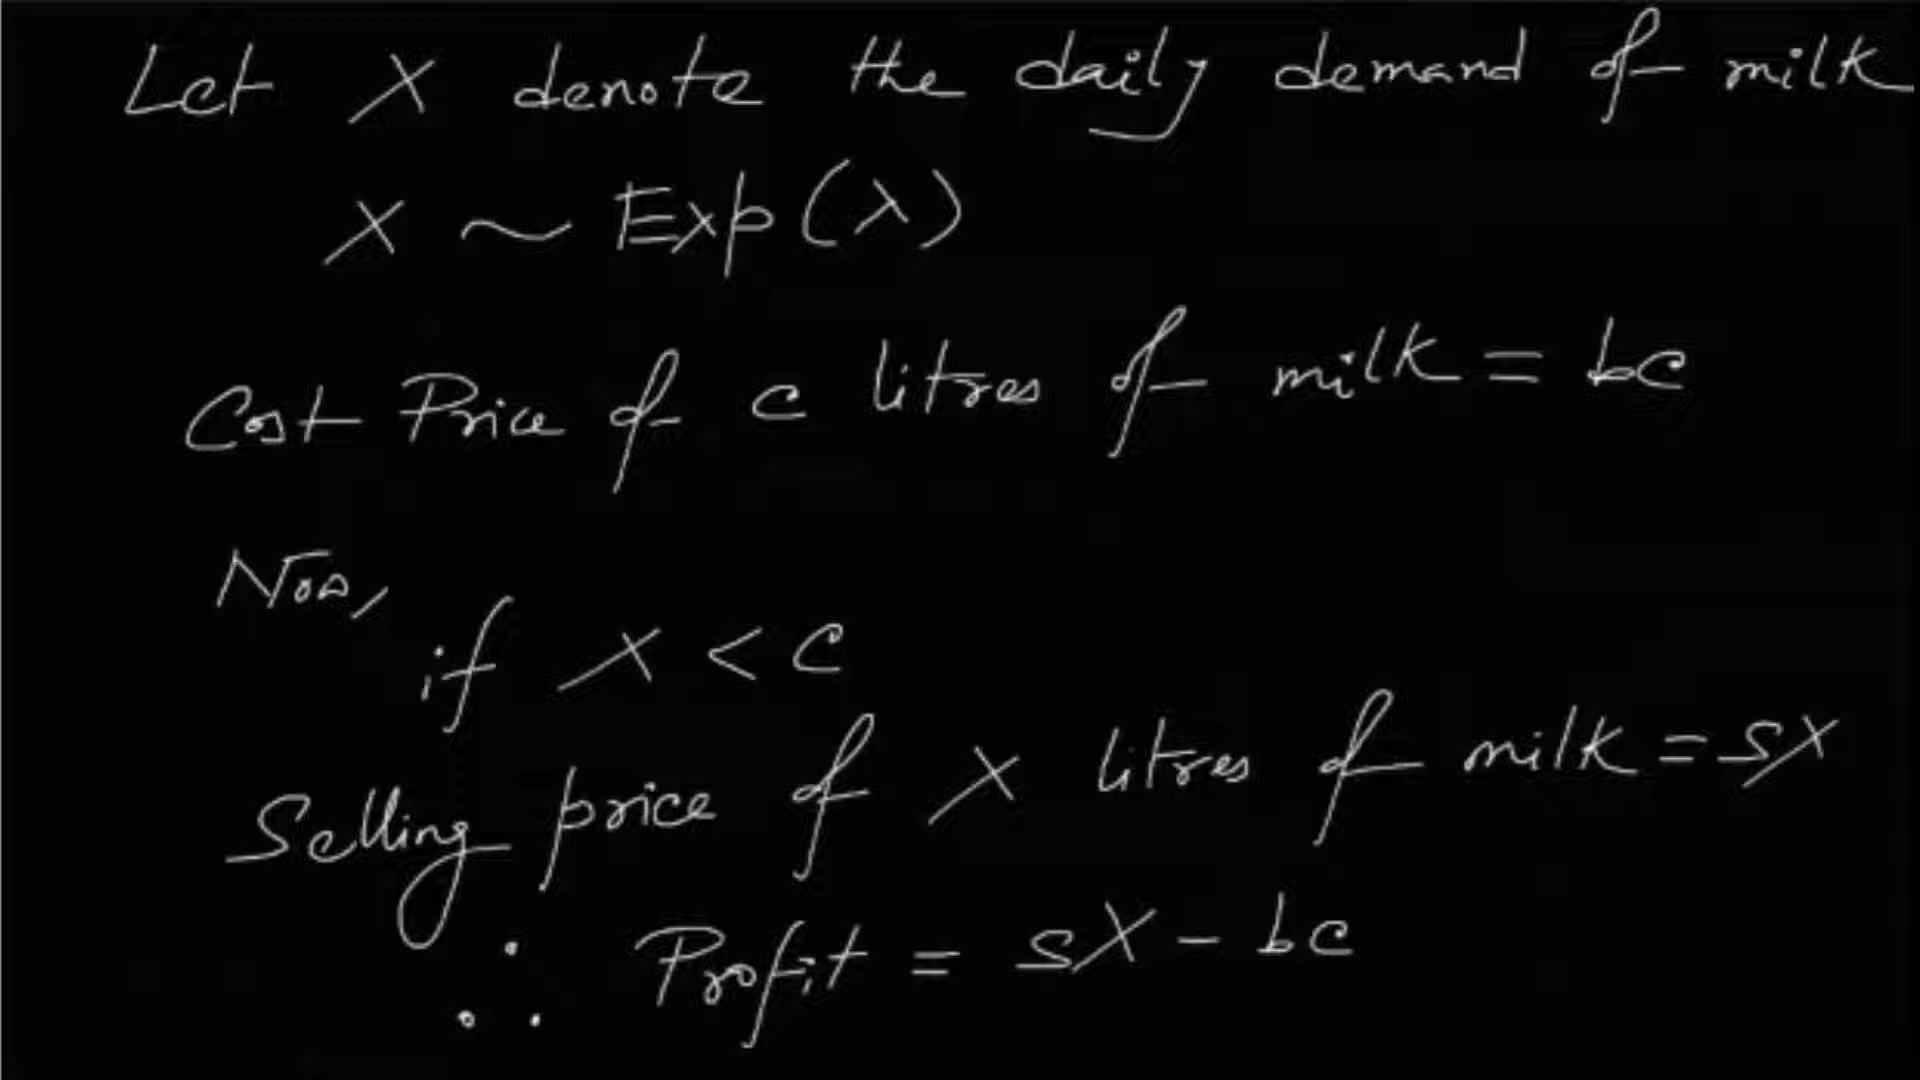 Let X denote the daily demand of milk
X ~ Exp(λ)
Cost Price of c litres of milk = bc
Now,
if X < c
Selling price of X litres of milk = sX
∴ Profit = sX - bc